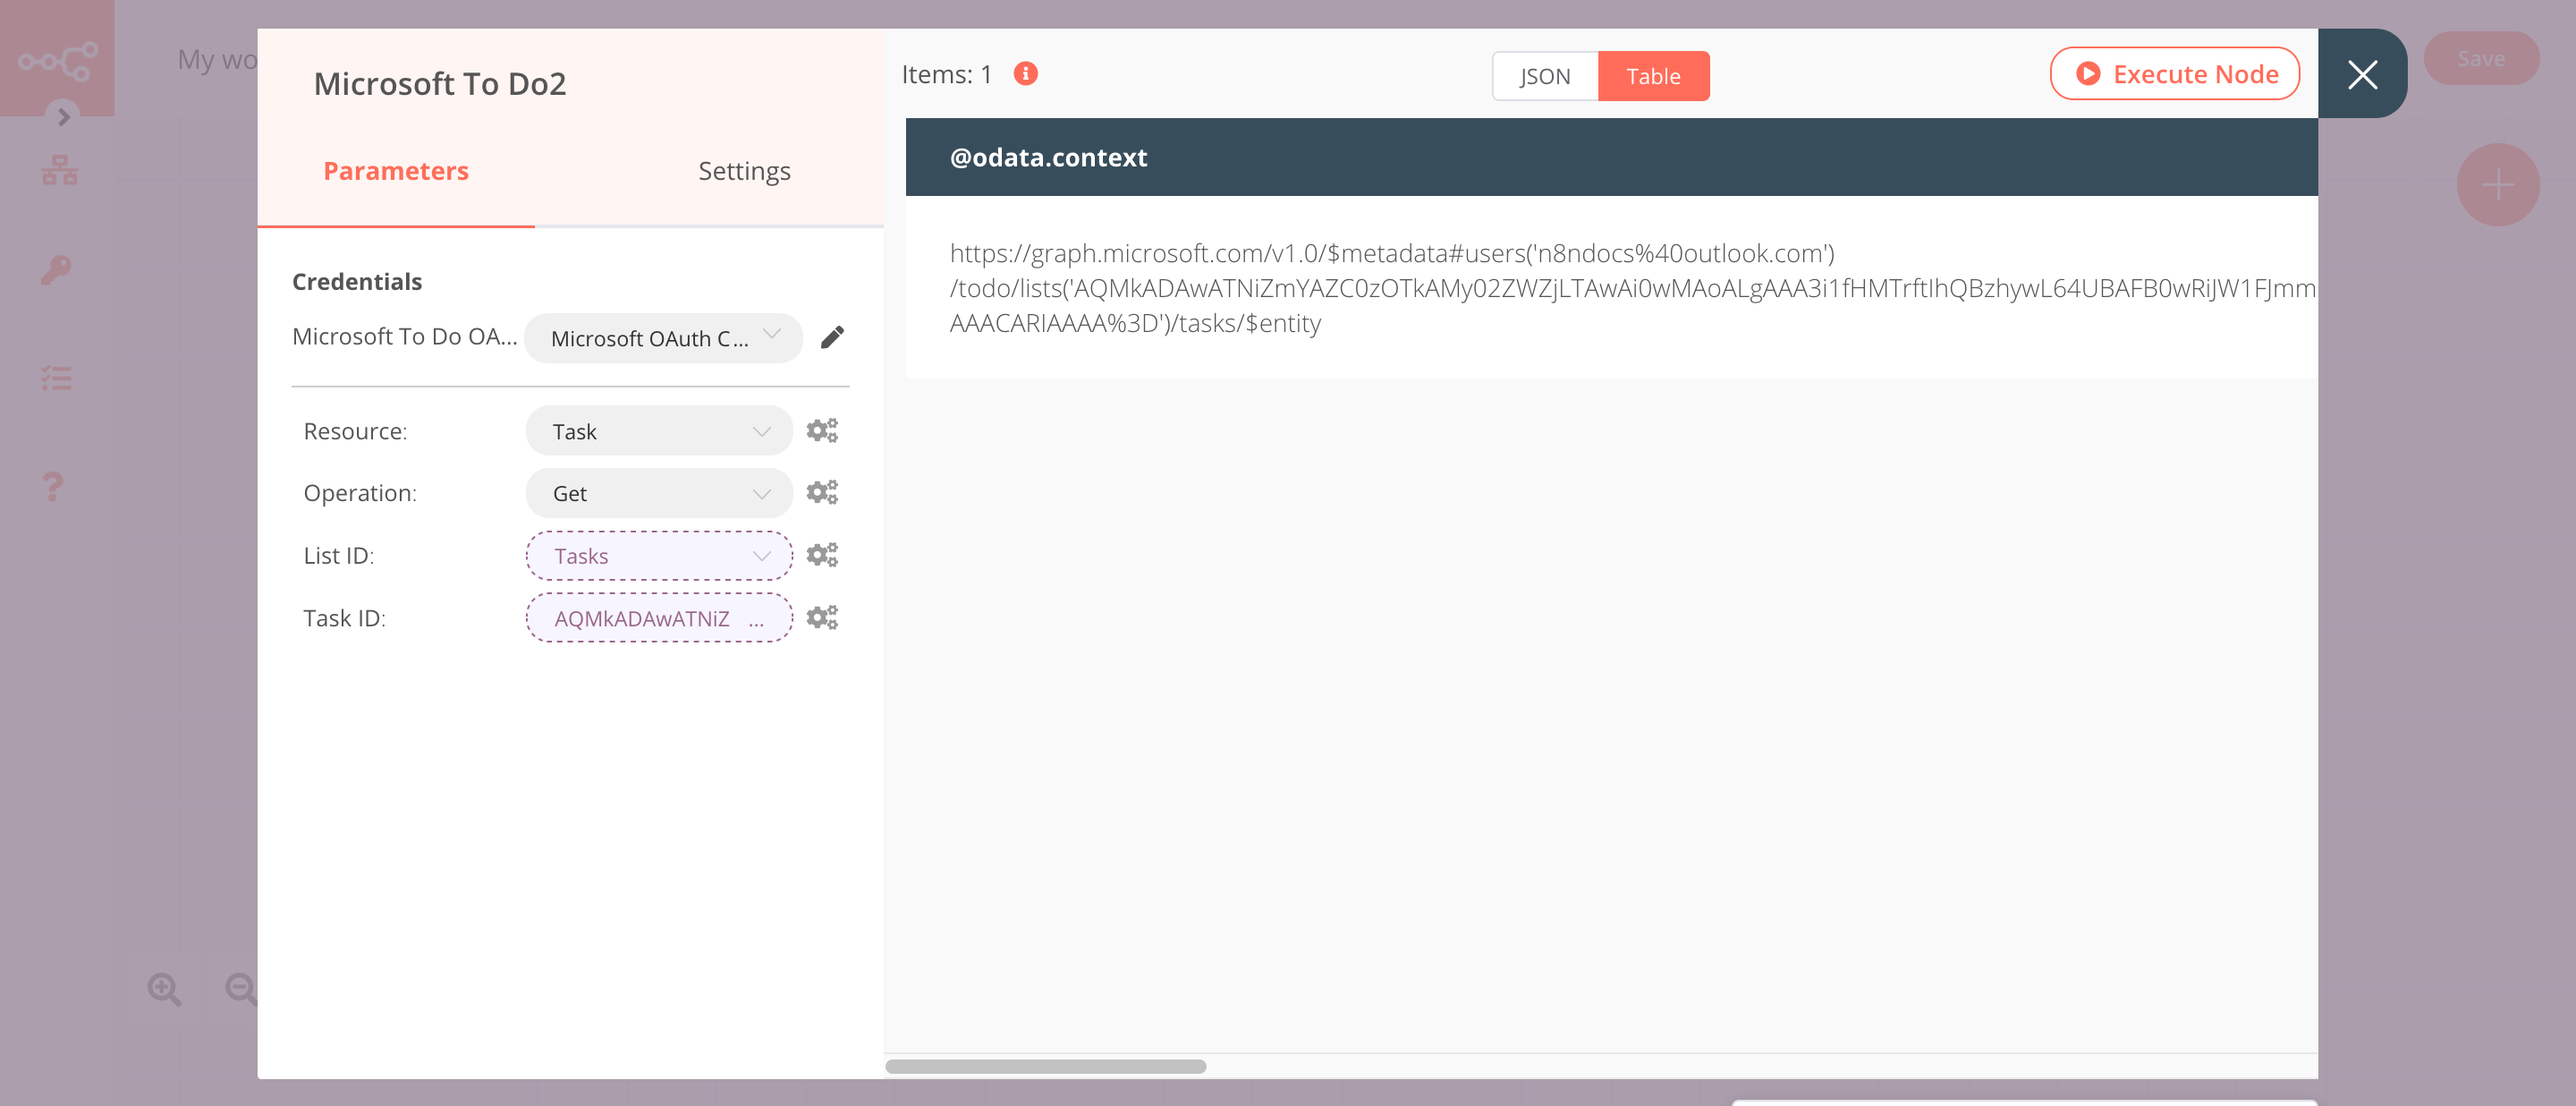 My wo
Save
Microsoft To Do2
Parameters
Settings
Credentials
Microsoft To Do OA...
Microsoft OAuth C...
Resource:
Task
Operation:
Get
List ID:
Tasks
Task ID:
AQMkADAwATNiZ ...
Items: 1
JSON
Table
Execute Node
@odata.context
https://graph.microsoft.com/v1.0/$metadata#users('n8ndocs%40outlook.com')
/todo/lists('AQMkADAwATNiZmYAZC0zOTkAMy02ZWZjLTAwAi0wMAoALgAAA3i1fHMTrftIhQBzhywL64UBAFB0wRiJW1FJmm
AAACARIAAAA%3D')/tasks/$entity